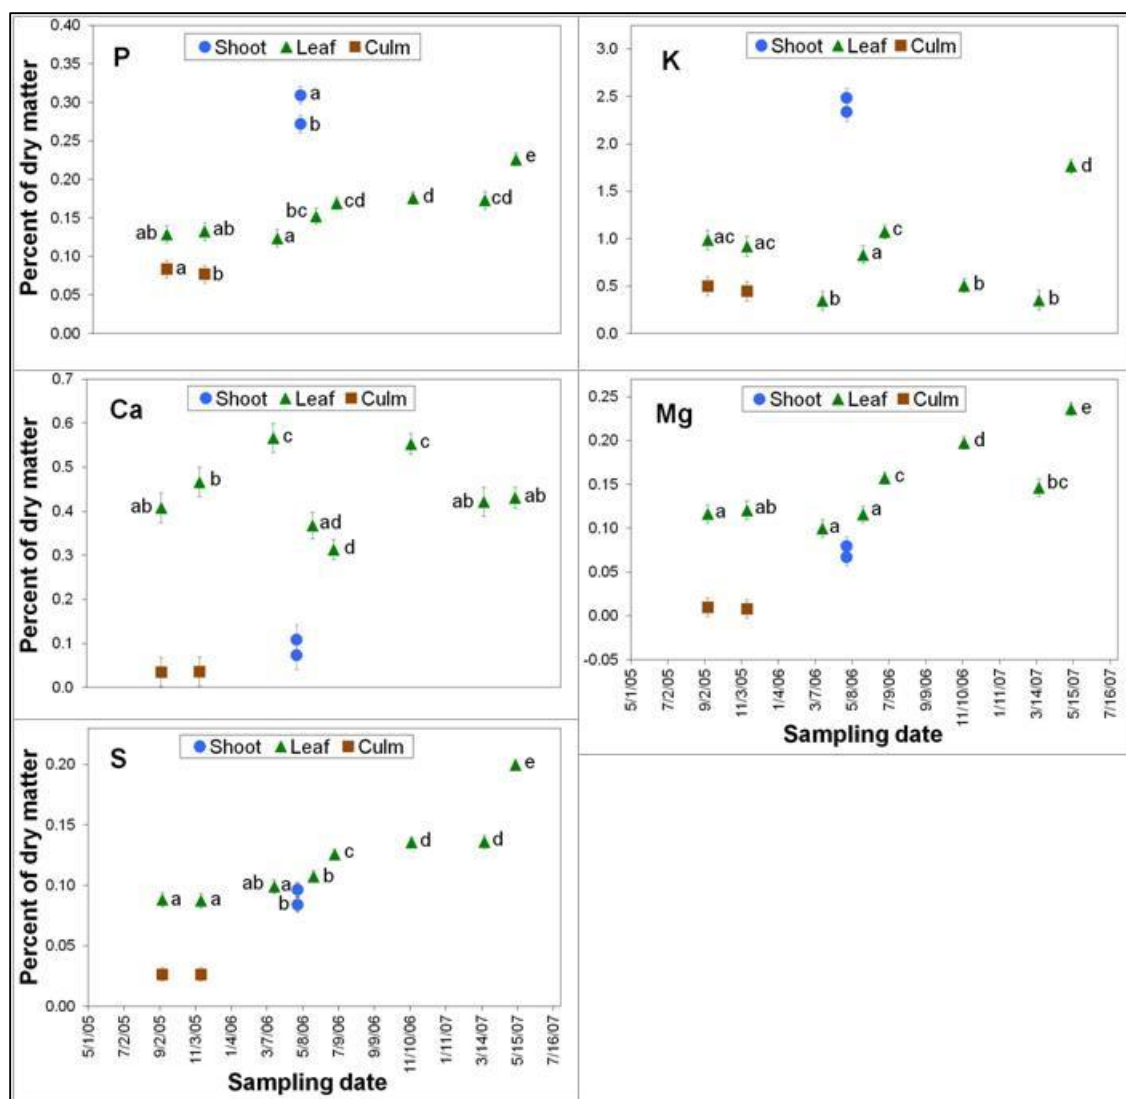 P
Shoot Leaf Culm
Percent of dry matter
0.40
0.35
0.30
0.25
0.20
0.15
0.10
0.05
0.00
a
b
ab
ab
a
bc
cd
d
cd
e
a
b
K
Shoot Leaf Culm
3.0
2.5
2.0
1.5
1.0
0.5
0.0
ac
ac
b
a
c
b
b
d
Ca
Shoot Leaf Culm
Percent of dry matter
0.7
0.6
0.5
0.4
0.3
0.2
0.1
0.0
ab
b
c
ad
d
c
ab
ab
Mg
Shoot Leaf Culm
0.25
0.20
0.15
0.10
0.05
0.00
-0.05
a
ab
a
a
c
d
bc
e
5/1/05
7/2/05
9/2/05
11/3/05
1/4/06
3/7/06
5/8/06
7/9/06
9/9/06
11/10/06
1/11/07
3/14/07
5/15/07
7/16/07
Sampling date
S
Shoot Leaf Culm
Percent of dry matter
0.20
0.15
0.10
0.05
0.00
a
a
ab
a
b
b
c
d
d
e
5/1/05
7/2/05
9/2/05
11/3/05
1/4/06
3/7/06
5/8/06
7/9/06
9/9/06
11/10/06
1/11/07
3/14/07
5/15/07
7/16/07
Sampling date